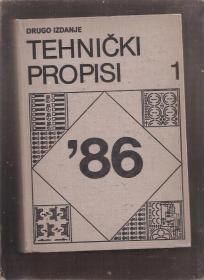 DRUGO IZDANJE
TEHNIČKI
PROPISI 1
'86